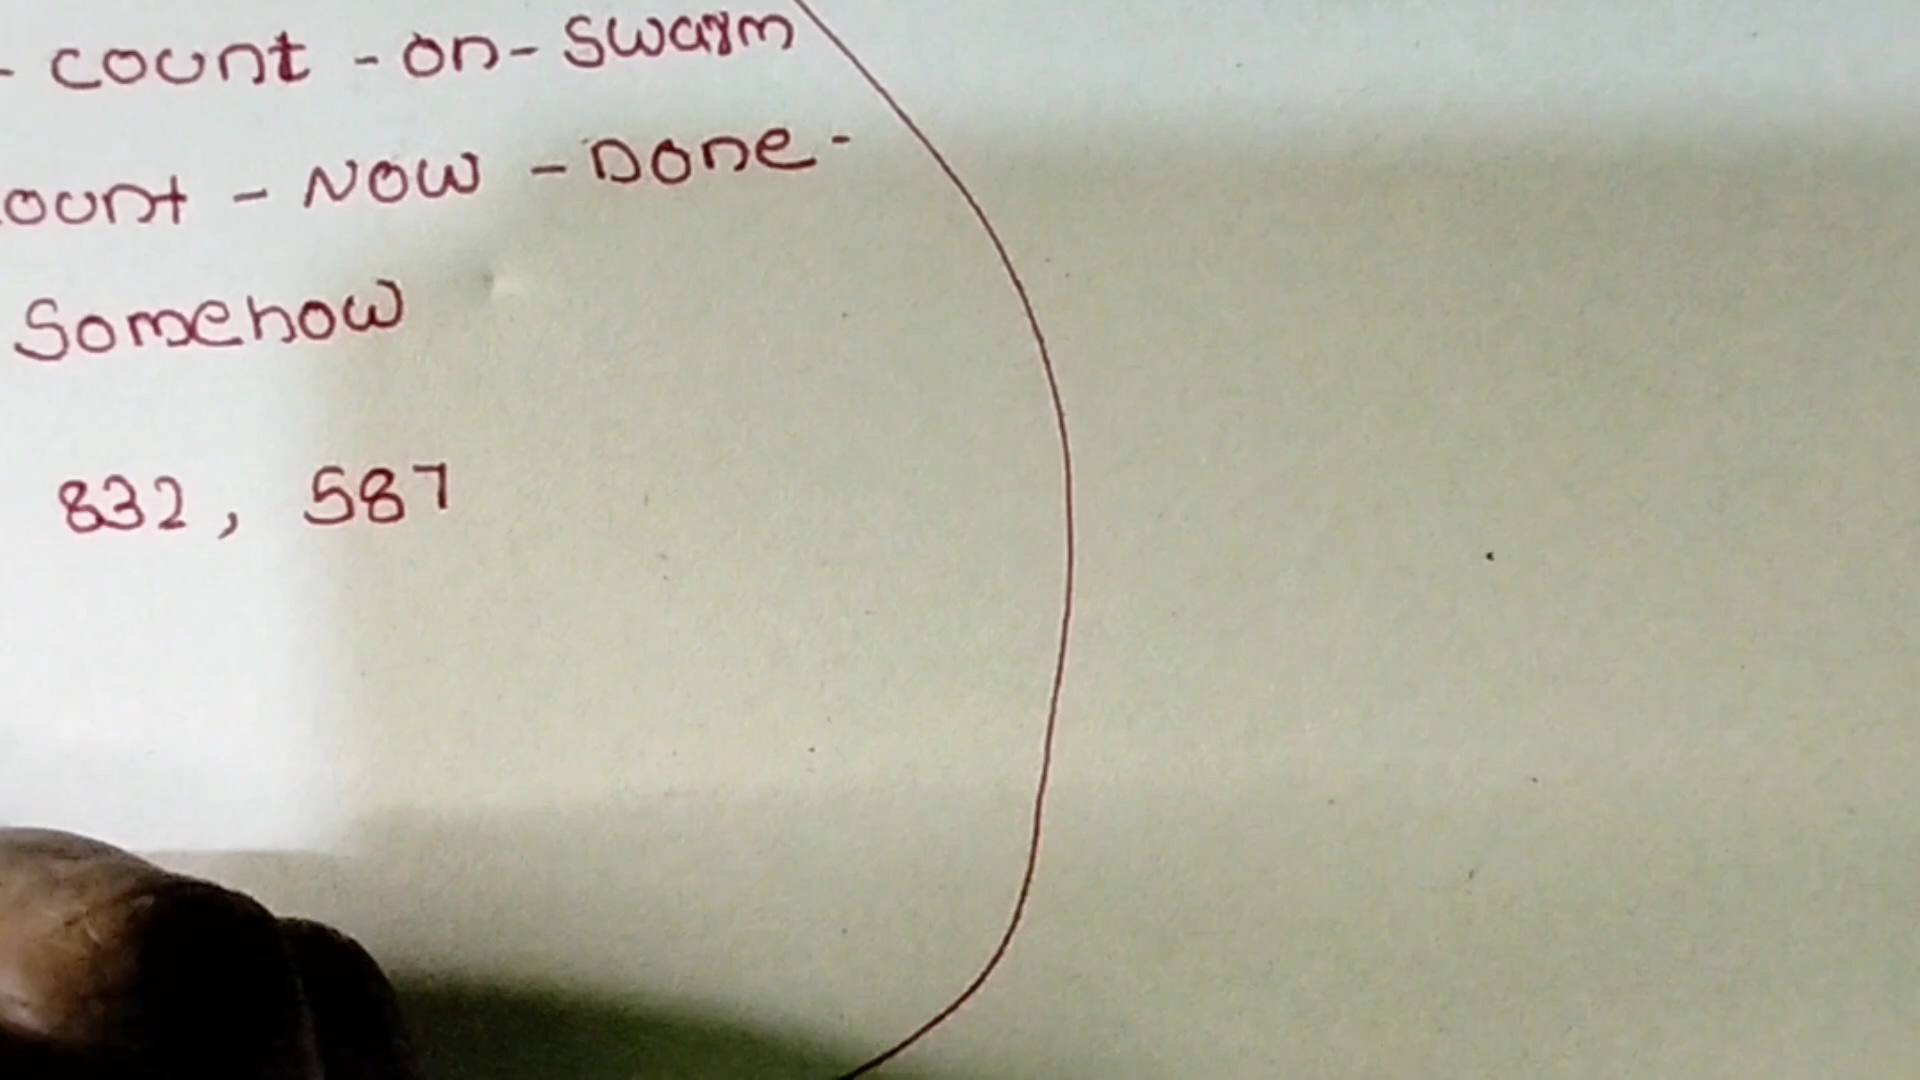 - count - on - swarm
ount - Now - Done -
Somehow
832, 587